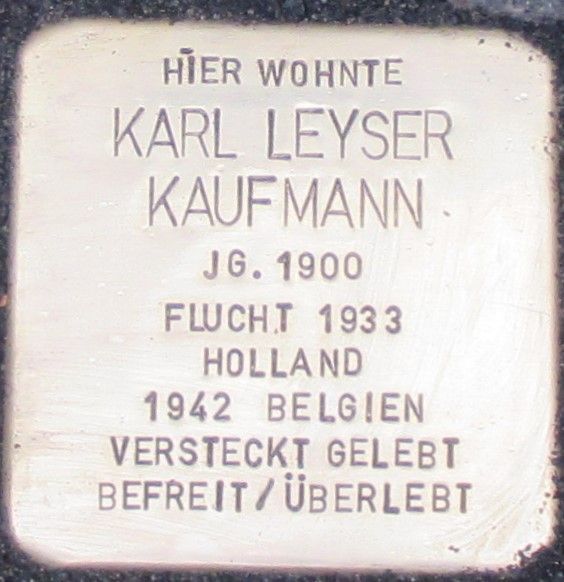 HIER WOHNTE
KARL LEYSER
KAUFMANN
JG. 1900
FLUCHT 1933
HOLLAND
1942 BELGIEN
VERSTECKT GELEBT
BEFREIT/ÜBERLEBT